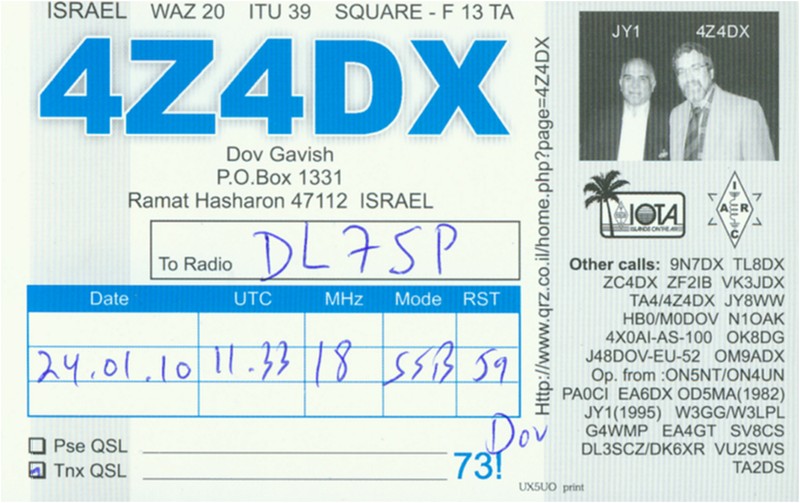 ISRAEL WAZ 20 ITU 39 SQUARE - F 13 TA
4Z4DX
Dov Gavish
P.O.Box 1331
Ramat Hasharon 47112 ISRAEL
To Radio DL7SP
Date UTC MHz Mode RST
24.01.10 11.33 18 SSB 59
Pse QSL
Tnx QSL
73!
Dov
Http://www.qrz.co.il/home.php?page=4Z4DX
JY1 4Z4DX
IOTA
ISLANDS ON THE AIR
I
A R
C
Other calls: 9N7DX TL8DX
ZC4DX ZF2IB VK3JDX
TA4/4Z4DX JY8WW
HB0/M0DOV N1OAK
4X0AI-AS-100 OK8DG
J48DOV-EU-52 OM9ADX
Op. from :ON5NT/ON4UN
PA0CI EA6DX OD5MA(1982)
JY1(1995) W3GG/W3LPL
G4WMP EA4GT SV8CS
DL3SCZ/DK6XR VU2SWS
TA2DS
UX5UO print